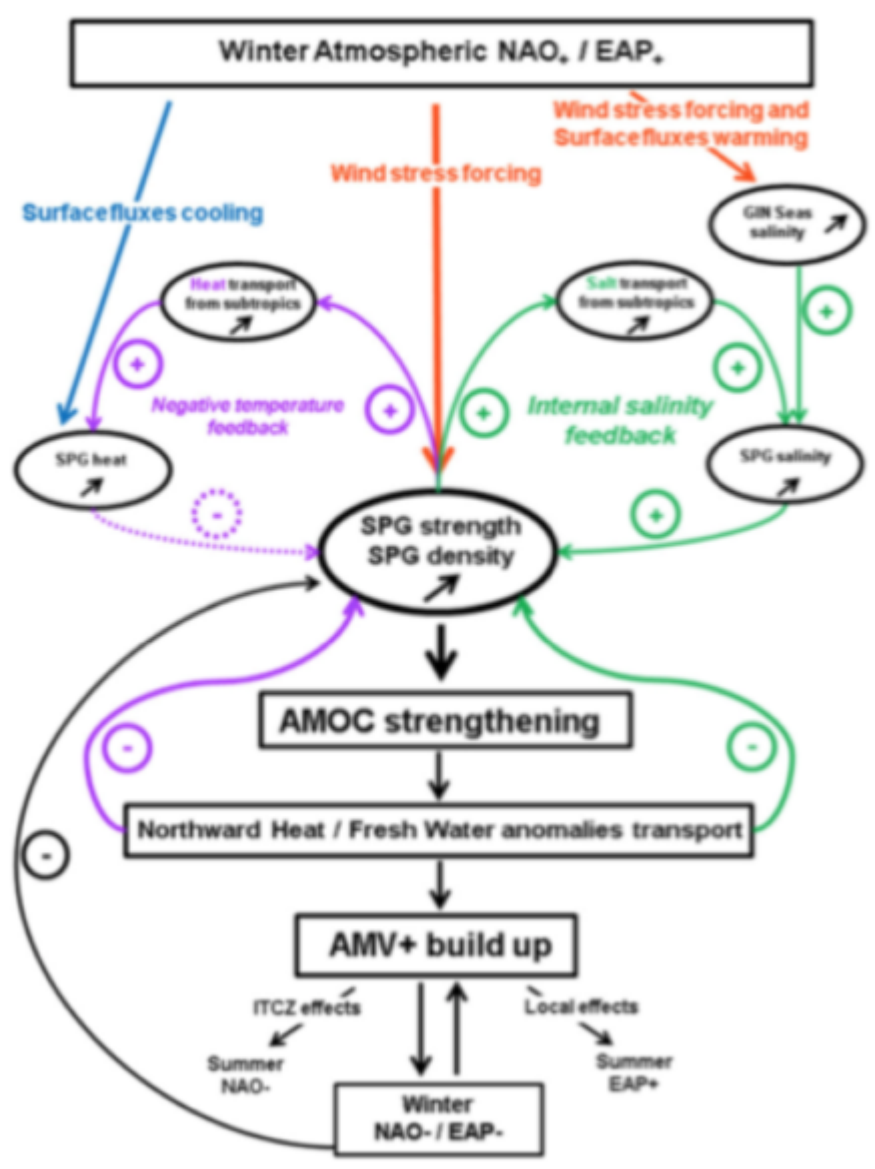 Winter Atmospheric NAO+ / EAP+
Wind stress forcing and
Surface fluxes warming
Wind stress forcing
Surface fluxes cooling
GIN Seas
salinity
Heat transport
from subtropics
Salt transport
from subtropics
+
+
+
+
+
Negative temperature
feedback
Internal salinity
feedback
SPG heat
SPG salinity
-
+
SPG strength
SPG density
AMOC strengthening
-
-
Northward Heat / Fresh Water anomalies transport
-
AMV+ build up
ITCZ effects
Local effects
Summer
NAO-
Summer
EAP+
Winter
NAO- / EAP-